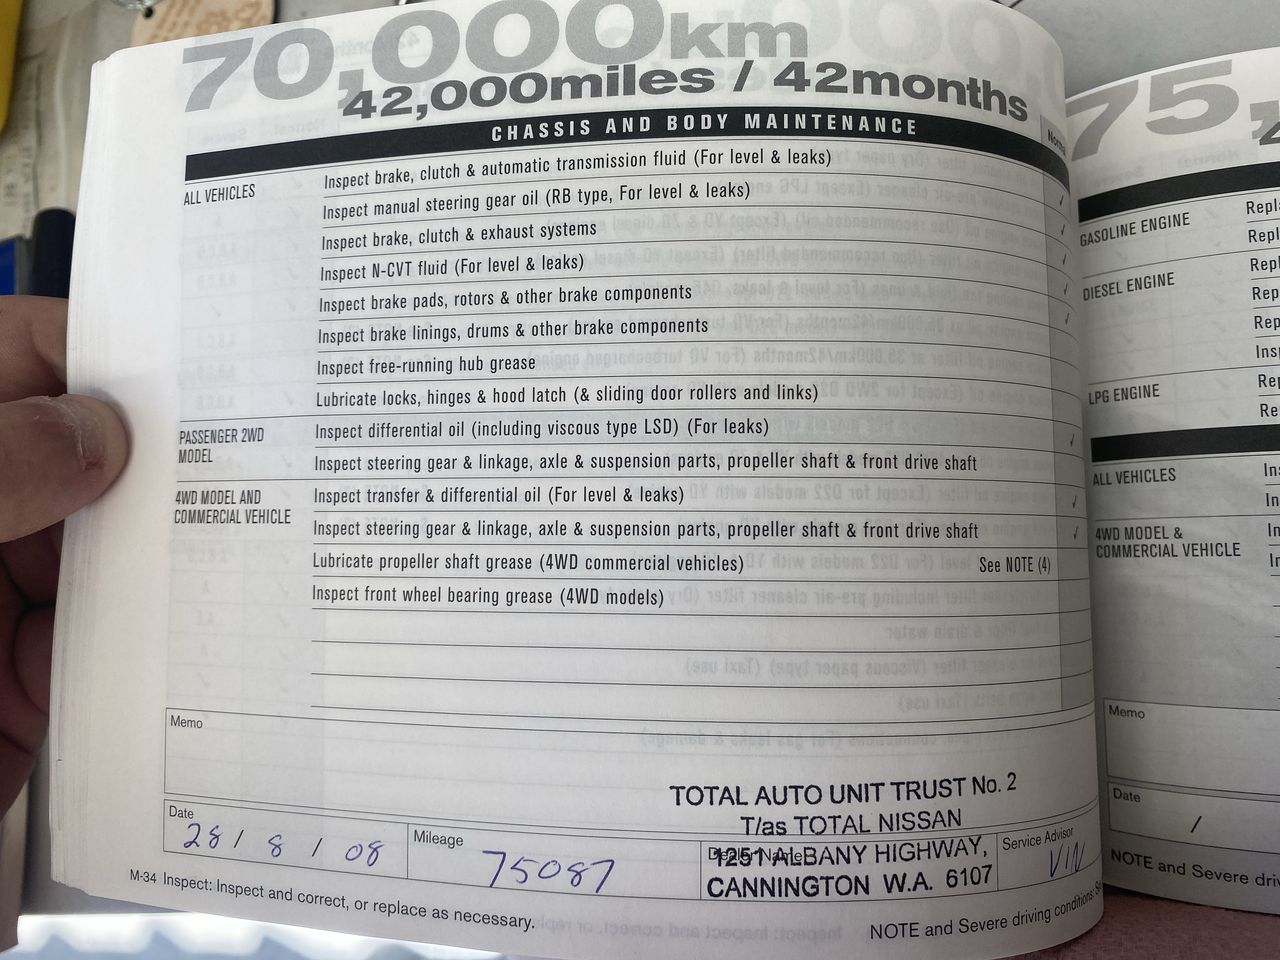 70,000km
42,000miles / 42months
CHASSIS AND BODY MAINTENANCE
ALL VEHICLES
Inspect brake, clutch & automatic transmission fluid (For level & leaks)
Inspect manual steering gear oil (RB type, For level & leaks) ✓
Inspect brake, clutch & exhaust systems ✓
Inspect N-CVT fluid (For level & leaks) ✓
Inspect brake pads, rotors & other brake components ✓
Inspect brake linings, drums & other brake components
Inspect free-running hub grease
Lubricate locks, hinges & hood latch (& sliding door rollers and links)
PASSENGER 2WD MODEL
Inspect differential oil (including viscous type LSD) (For leaks) ✓
Inspect steering gear & linkage, axle & suspension parts, propeller shaft & front drive shaft
4WD MODEL AND COMMERCIAL VEHICLE
Inspect transfer & differential oil (For level & leaks) ✓
Inspect steering gear & linkage, axle & suspension parts, propeller shaft & front drive shaft ✓
Lubricate propeller shaft grease (4WD commercial vehicles) See NOTE (4)
Inspect front wheel bearing grease (4WD models)
Memo
TOTAL AUTO UNIT TRUST No. 2
T/as TOTAL NISSAN
1251 ALBANY HIGHWAY,
CANNINGTON W.A. 6107
Date
28 / 8 / 08
Mileage
75087
Dealer Name
Service Advisor
VIN
M-34 Inspect: Inspect and correct, or replace as necessary.
NOTE and Severe driving conditions:
75,
GASOLINE ENGINE
DIESEL ENGINE
LPG ENGINE
ALL VEHICLES
4WD MODEL &
COMMERCIAL VEHICLE
Memo
Date
/
NOTE and Severe